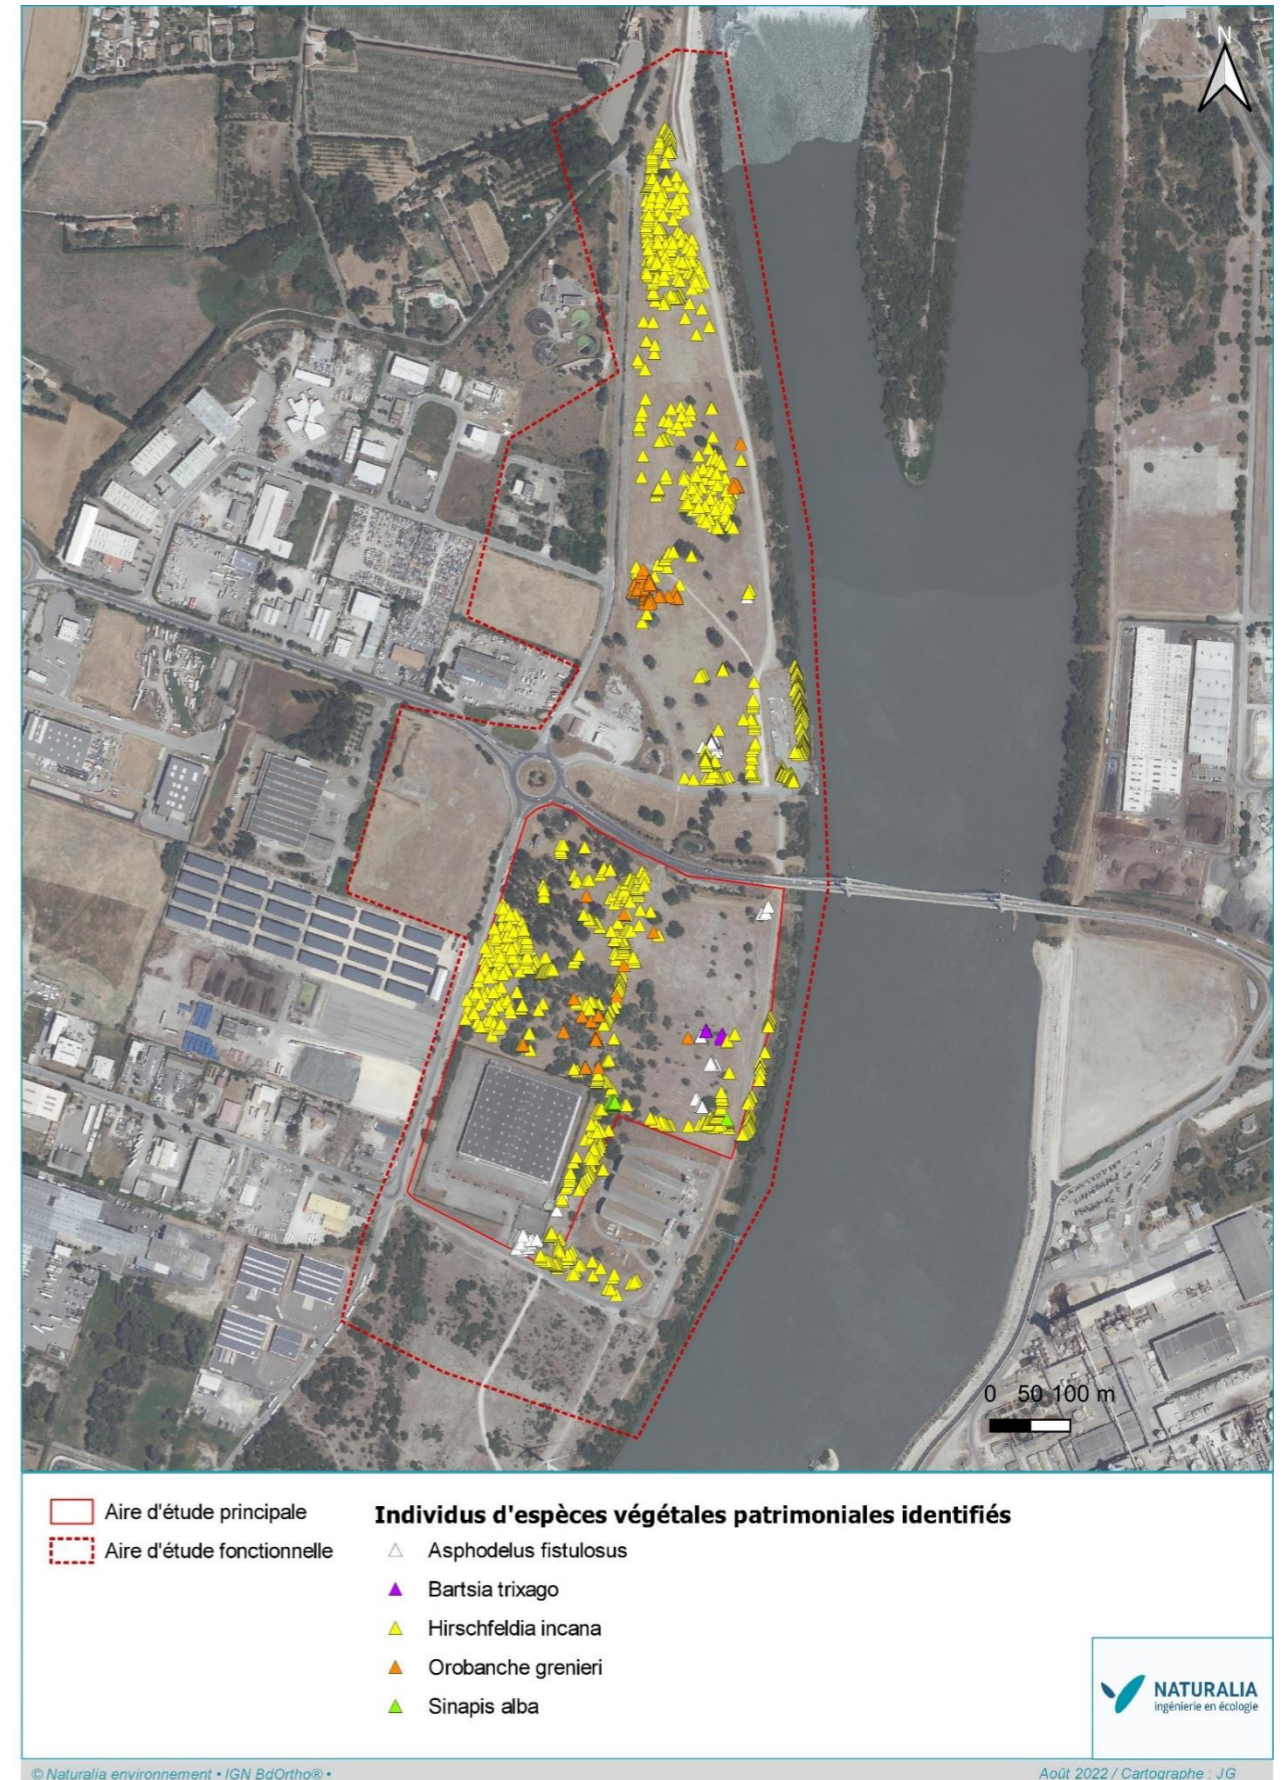 N
0 50 100 m
Aire d'étude principale
Aire d'étude fonctionnelle
Individus d'espèces végétales patrimoniales identifiés
Asphodelus fistulosus
Bartsia trixago
Hirschfeldia incana
Orobanche grenieri
Sinapis alba
NATURALIA
ingénierie en écologie
© Naturalia environnement • IGN BdOrtho® •
Août 2022 / Cartographe : JG